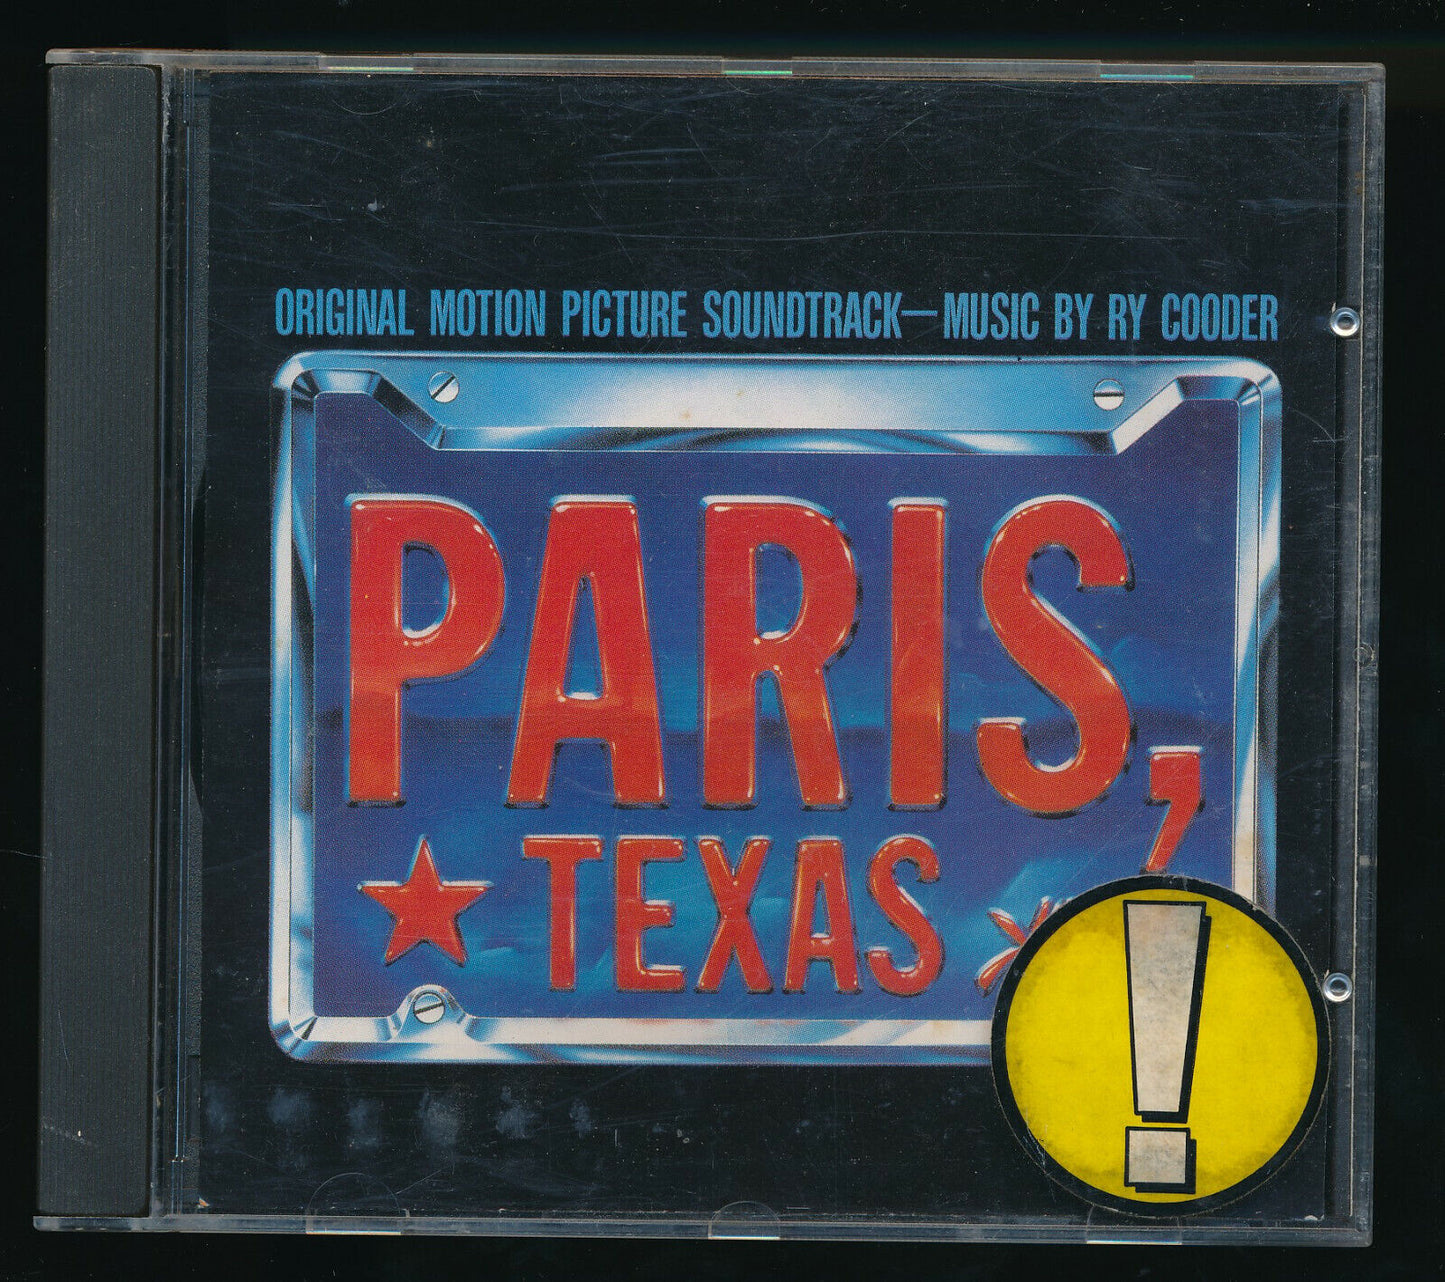 ORIGINAL MOTION PICTURE SOUNDTRACK—MUSIC BY RY COODER
PARIS,
TEXAS
!